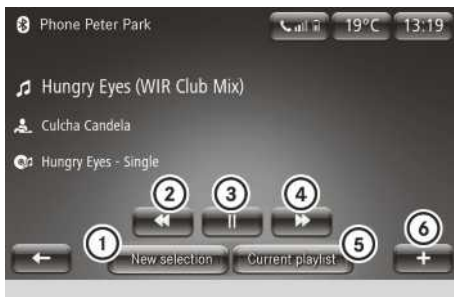 Phone Peter Park
19°C
13:19
Hungry Eyes (WIR Club Mix)
Culcha Candela
Hungry Eyes - Single
2
3
4
6
1
New selection
Current playlist
5